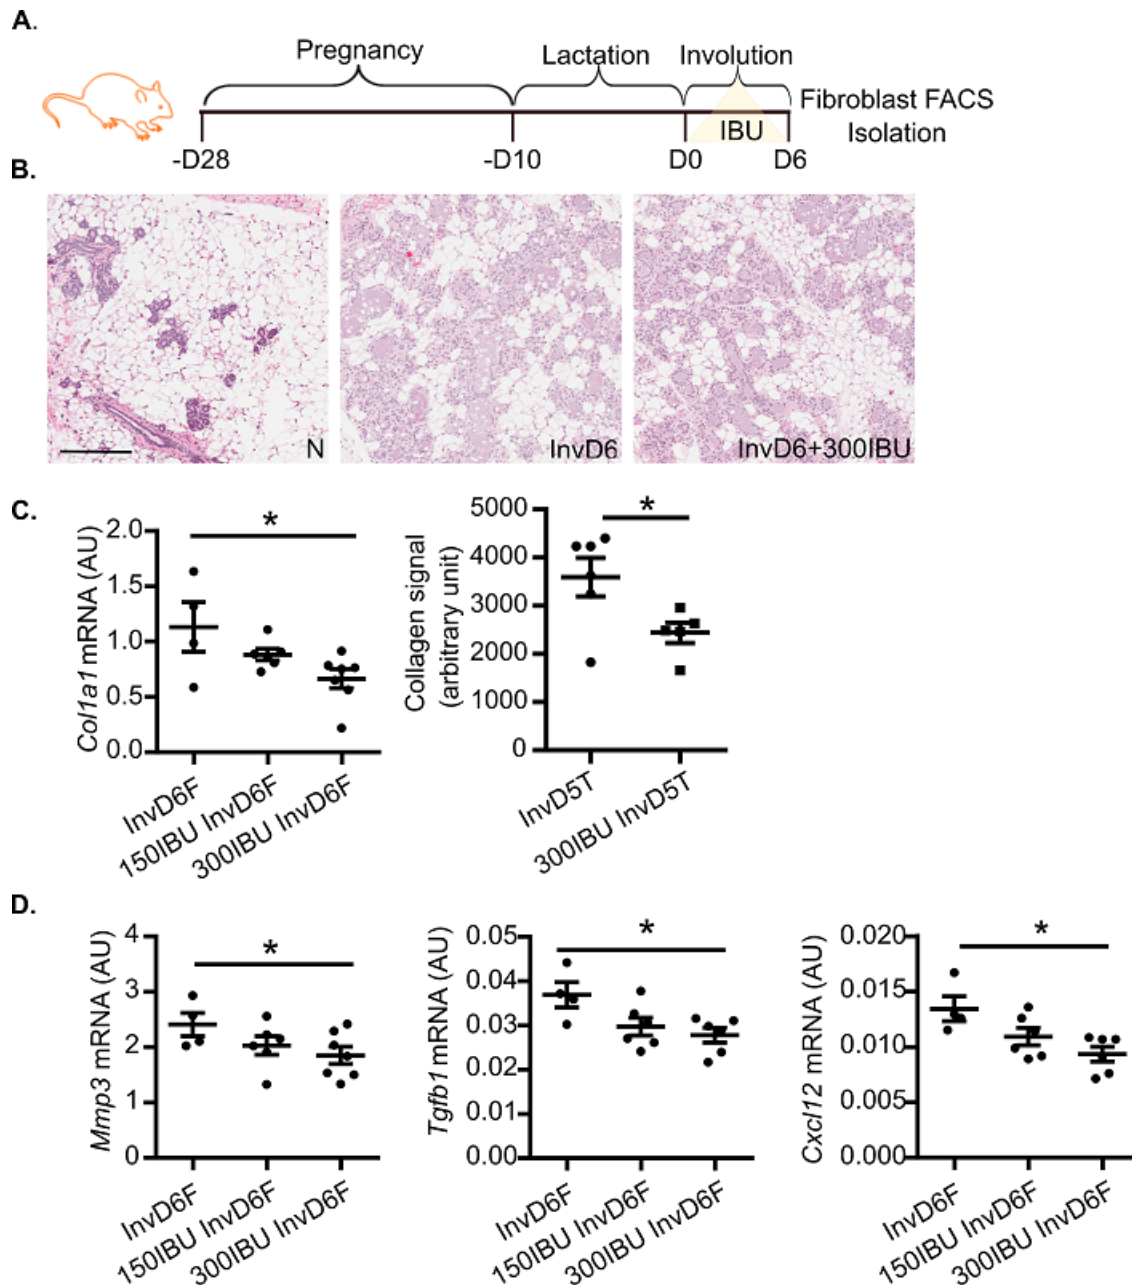 A.
Pregnancy
Lactation
Involution
IBU
Fibroblast FACS
Isolation
-D28
-D10
D0
D6
B.
N
InvD6
InvD6+300IBU
C.
Col1a1 mRNA (AU)
2.0
1.5
1.0
0.5
0.0
*
InvD6F
150IBU InvD6F
300IBU InvD6F
Collagen signal
(arbitrary unit)
5000
4000
3000
2000
1000
0
*
InvD5T
300IBU InvD5T
D.
Mmp3 mRNA (AU)
4
3
2
1
0
*
InvD6F
150IBU InvD6F
300IBU InvD6F
Tgfb1 mRNA (AU)
0.05
0.04
0.03
0.02
0.01
0.00
*
InvD6F
150IBU InvD6F
300IBU InvD6F
Cxcl12 mRNA (AU)
0.020
0.015
0.010
0.005
0.000
*
InvD6F
150IBU InvD6F
300IBU InvD6F